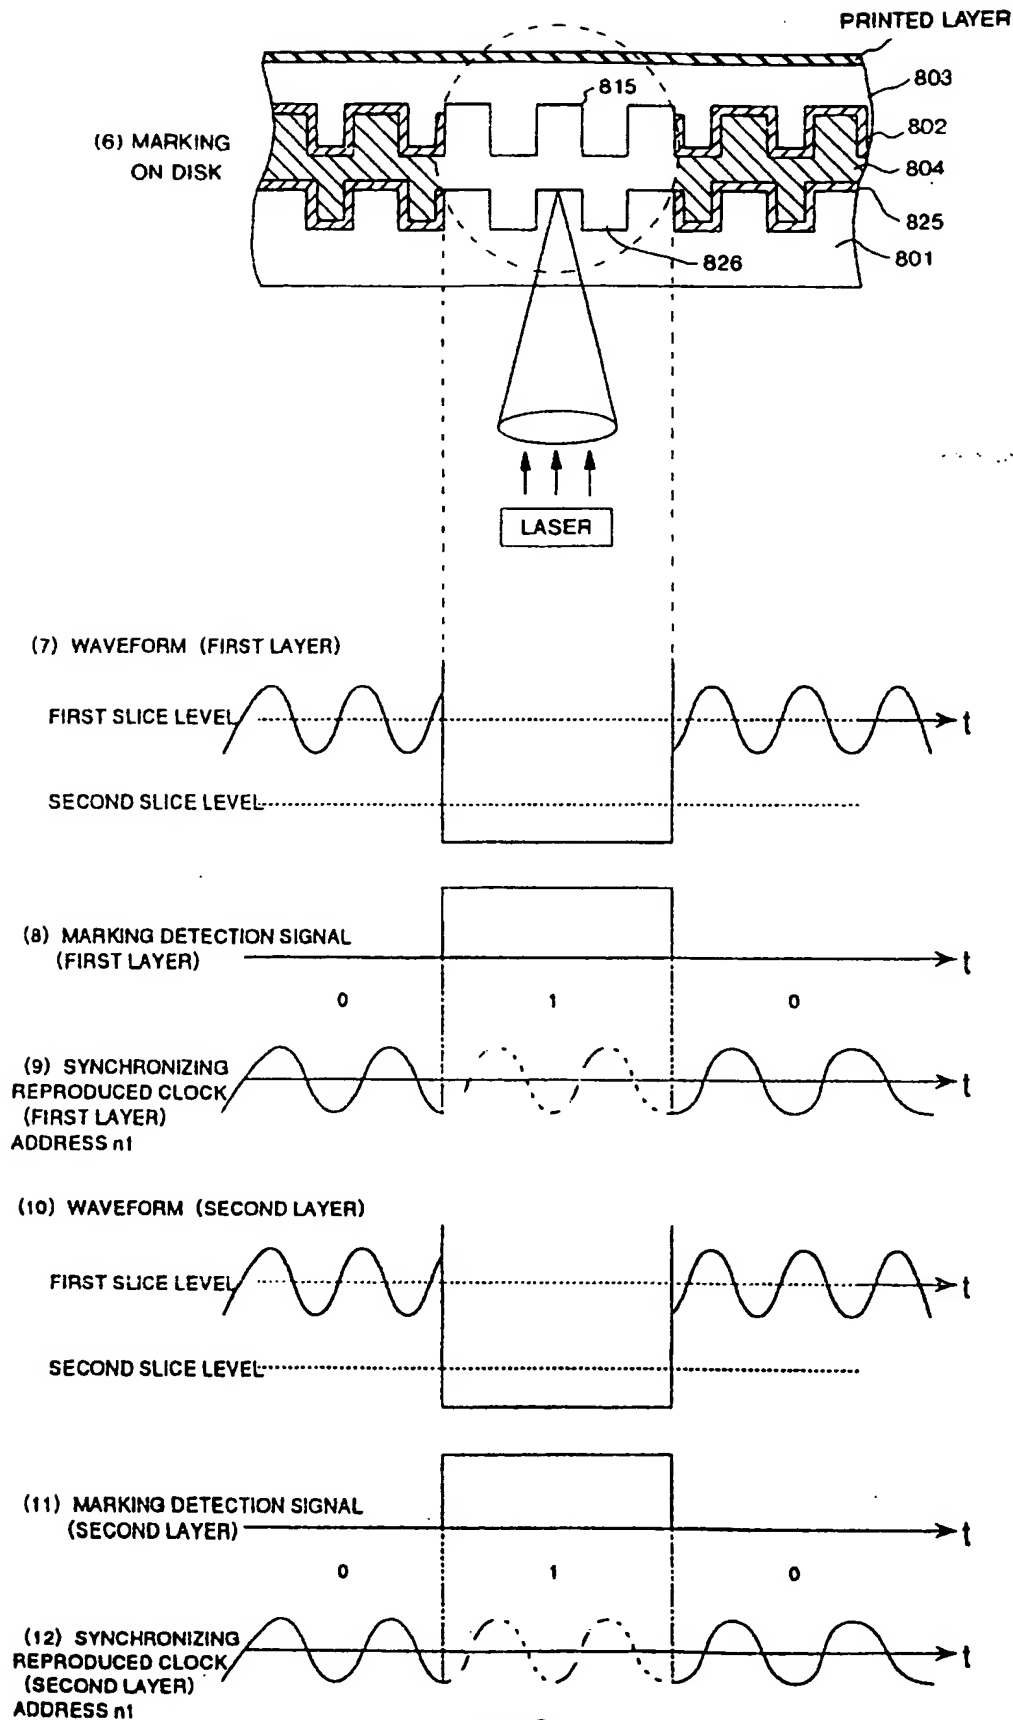 PRINTED LAYER
803
815
802
(6) MARKING
ON DISK
804
825
826
801
LASER
(7) WAVEFORM (FIRST LAYER)
FIRST SLICE LEVEL
t
SECOND SLICE LEVEL
(8) MARKING DETECTION SIGNAL
(FIRST LAYER)
t
0 1 0
(9) SYNCHRONIZING
REPRODUCED CLOCK
(FIRST LAYER)
ADDRESS n1
t
(10) WAVEFORM (SECOND LAYER)
FIRST SLICE LEVEL
t
SECOND SLICE LEVEL
(11) MARKING DETECTION SIGNAL
(SECOND LAYER)
t
0 1 0
(12) SYNCHRONIZING
REPRODUCED CLOCK
(SECOND LAYER)
ADDRESS n1
t